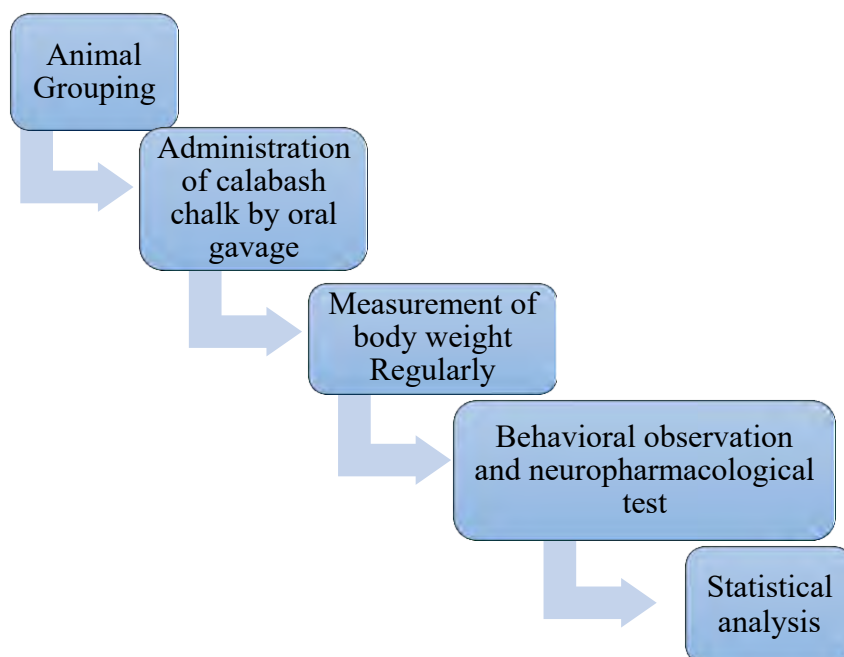 Animal
Grouping
Administration
of calabash
chalk by oral
gavage
Measurement of
body weight
Regularly
Behavioral observation
and neuropharmacological
test
Statistical
analysis